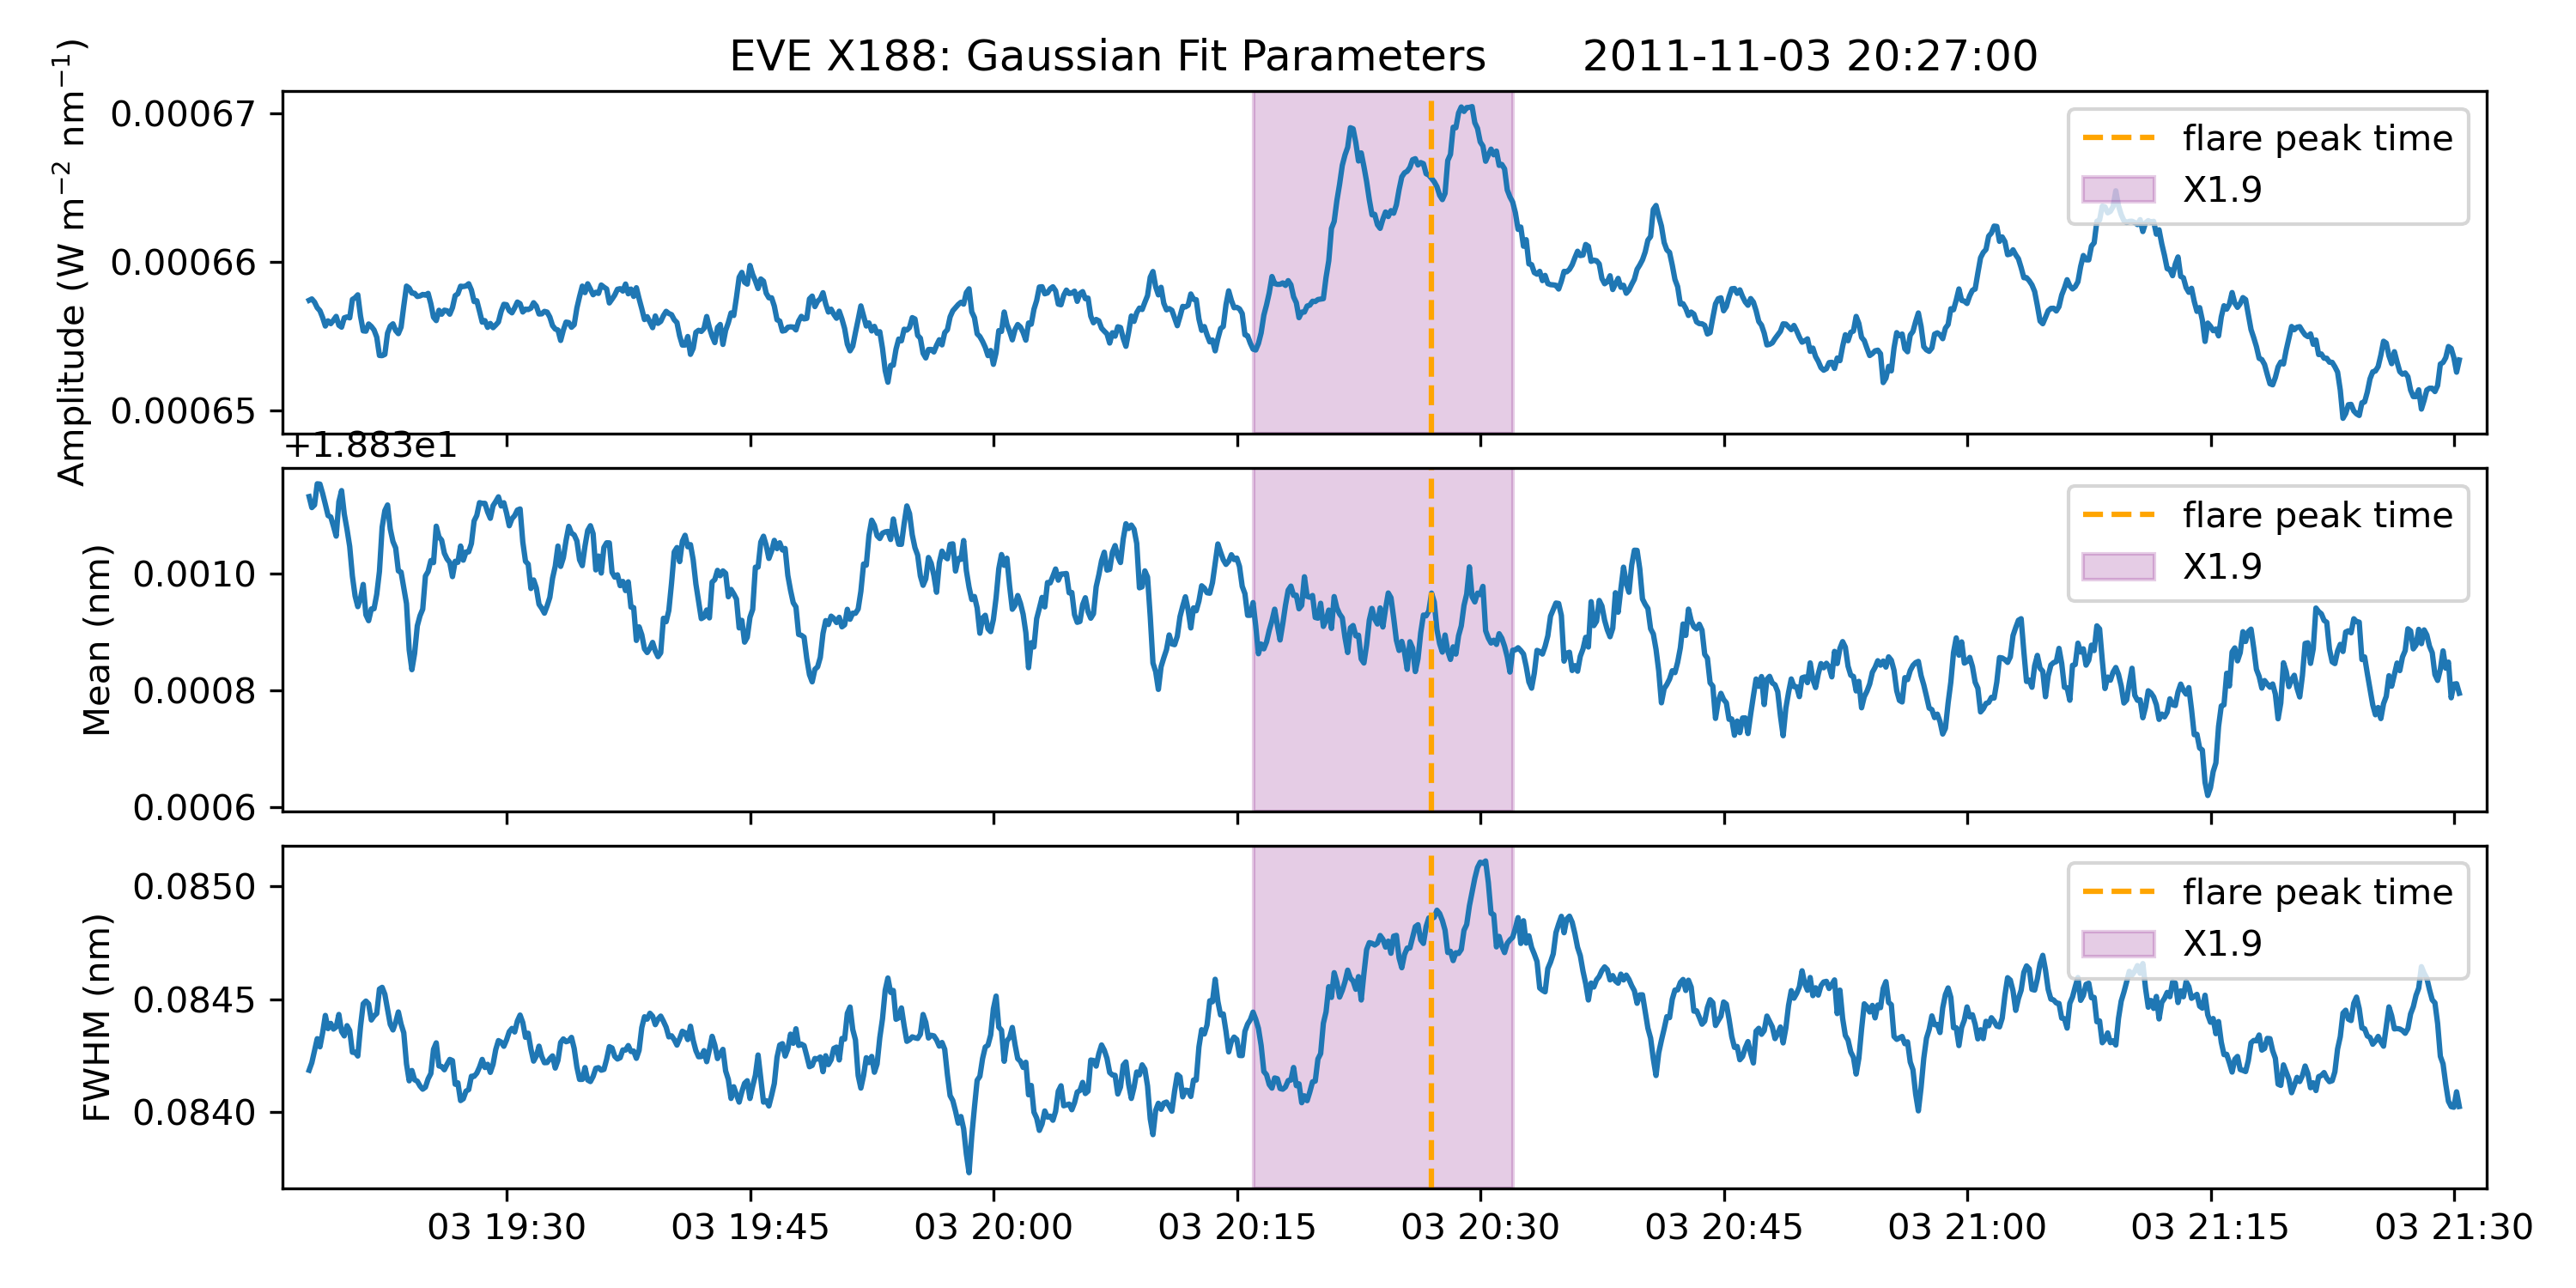 EVE X188: Gaussian Fit Parameters 2011-11-03 20:27:00
Amplitude (W m⁻² nm⁻¹)
0.00067
0.00066
0.00065
flare peak time
X1.9
+1.883e1
Mean (nm)
0.0010
0.0008
0.0006
flare peak time
X1.9
FWHM (nm)
0.0850
0.0845
0.0840
flare peak time
X1.9
03 19:30 03 19:45 03 20:00 03 20:15 03 20:30 03 20:45 03 21:00 03 21:15 03 21:30